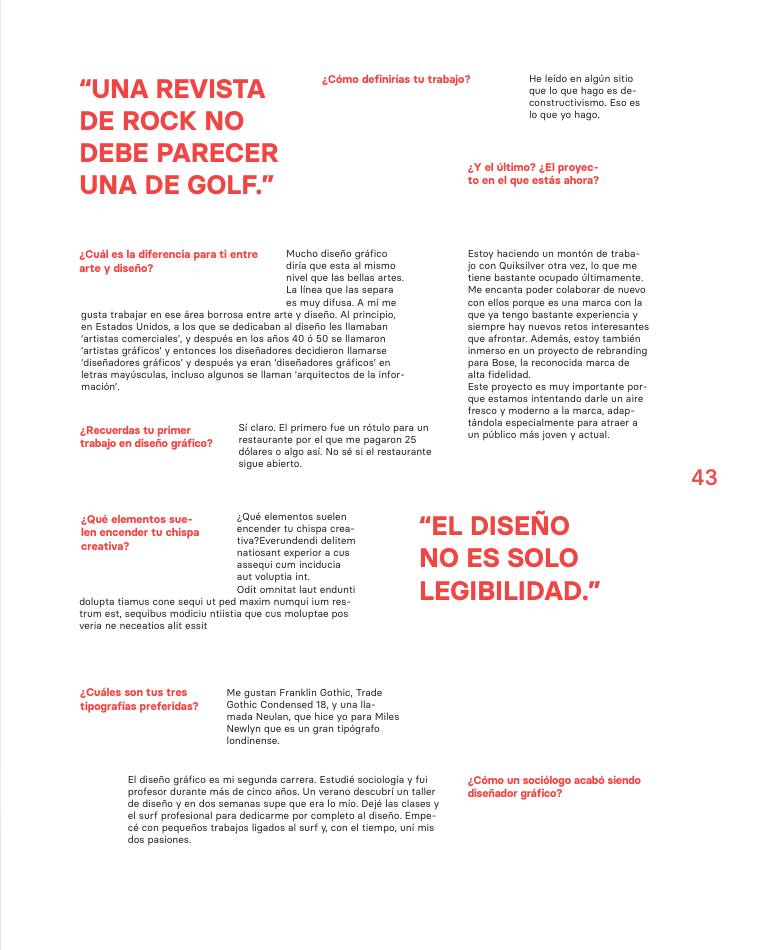 “UNA REVISTA
DE ROCK NO
DEBE PARECER
UNA DE GOLF.”
¿Cómo definirías tu trabajo?
He leído en algún sitio
que lo que hago es de-
constructivismo. Eso es
lo que yo hago.
¿Y el último? ¿El proyec-
to en el que estás ahora?
Estoy haciendo un montón de traba-
jo con Quiksilver otra vez, lo que me
tiene bastante ocupado últimamente.
Me encanta poder colaborar de nuevo
con ellos porque es una marca con la
que ya tengo bastante experiencia y
siempre hay nuevos retos interesantes
que afrontar. Además, estoy también
inmerso en un proyecto de rebranding
para Bose, la reconocida marca de
alta fidelidad.
Este proyecto es muy importante por-
que estamos intentando darle un aire
fresco y moderno a la marca, adap-
tándola especialmente para atraer a
un público más joven y actual.
¿Cuál es la diferencia para ti entre
arte y diseño?
Mucho diseño gráfico
diría que esta al mismo
nivel que las bellas artes.
La línea que las separa
es muy difusa. A mí me
gusta trabajar en ese área borrosa entre arte y diseño. Al principio,
en Estados Unidos, a los que se dedicaban al diseño les llamaban
‘artistas comerciales’, y después en los años 40 ó 50 se llamaron
‘artistas gráficos’ y entonces los diseñadores decidieron llamarse
‘diseñadores gráficos’ y después ya eran ‘diseñadores gráficos’ en
letras mayúsculas, incluso algunos se llaman ‘arquitectos de la infor-
mación’.
¿Recuerdas tu primer
trabajo en diseño gráfico?
Sí claro. El primero fue un rótulo para un
restaurante por el que me pagaron 25
dólares o algo así. No sé si el restaurante
sigue abierto.
43
¿Qué elementos sue-
len encender tu chispa
creativa?
¿Qué elementos suelen
encender tu chispa crea-
tiva?Everundendi delitem
natiosant experior a cus
assequi cum inciducia
aut voluptia int.
Odit omnitat laut endunti
dolupta tiamus cone sequi ut ped maxim numqui ium res-
trum est, sequibus modiciu ntiistia que cus moluptae pos
veria ne neceatios alit essit
“EL DISEÑO
NO ES SOLO
LEGIBILIDAD.”
¿Cuáles son tus tres
tipografías preferidas?
Me gustan Franklin Gothic, Trade
Gothic Condensed 18, y una lla-
mada Neulan, que hice yo para Miles
Newlyn que es un gran tipógrafo
londinense.
¿Cómo un sociólogo acabó siendo
diseñador gráfico?
El diseño gráfico es mi segunda carrera. Estudié sociología y fui
profesor durante más de cinco años. Un verano descubrí un taller
de diseño y en dos semanas supe que era lo mío. Dejé las clases y
el surf profesional para dedicarme por completo al diseño. Empe-
cé con pequeños trabajos ligados al surf y, con el tiempo, uní mis
dos pasiones.